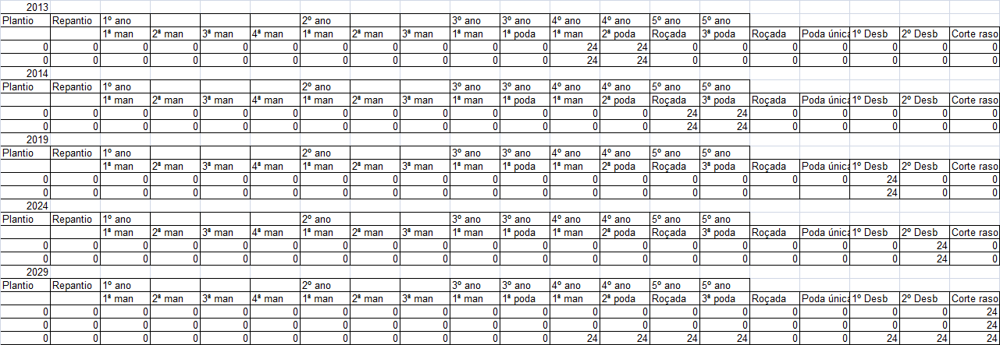 2013
Plantio Repantio 1º ano 2º ano 3º ano 3º ano 4º ano 4º ano 5º ano 5º ano
1ª man 2ª man 3ª man 4ª man 1ª man 2ª man 3ª man 1ª man 1ª poda 1ª man 2ª poda Roçada 3ª poda Roçada Poda única 1º Desb 2º Desb Corte raso
0 0 0 0 0 0 0 0 0 0 0 24 24 0 0 0 0 0 0 0
0 0 0 0 0 0 0 0 0 0 0 24 24 0 0 0 0 0 0 0
2014
Plantio Repantio 1º ano 2º ano 3º ano 3º ano 4º ano 4º ano 5º ano 5º ano
1ª man 2ª man 3ª man 4ª man 1ª man 2ª man 3ª man 1ª man 1ª poda 1ª man 2ª poda Roçada 3ª poda Roçada Poda única 1º Desb 2º Desb Corte raso
0 0 0 0 0 0 0 0 0 0 0 0 0 24 24 0 0 0 0 0
0 0 0 0 0 0 0 0 0 0 0 0 0 24 24 0 0 0 0 0
2019
Plantio Repantio 1º ano 2º ano 3º ano 3º ano 4º ano 4º ano 5º ano 5º ano
1ª man 2ª man 3ª man 4ª man 1ª man 2ª man 3ª man 1ª man 1ª poda 1ª man 2ª poda Roçada 3ª poda Roçada Poda única 1º Desb 2º Desb Corte raso
0 0 0 0 0 0 0 0 0 0 0 0 0 0 0 0 0 24 0 0
0 0 0 0 0 0 0 0 0 0 0 0 0 0 0 24 0 0
2024
Plantio Repantio 1º ano 2º ano 3º ano 3º ano 4º ano 4º ano 5º ano 5º ano
1ª man 2ª man 3ª man 4ª man 1ª man 2ª man 3ª man 1ª man 1ª poda 1ª man 2ª poda Roçada 3ª poda Roçada Poda única 1º Desb 2º Desb Corte raso
0 0 0 0 0 0 0 0 0 0 0 0 0 0 0 0 0 0 24 0
0 0 0 0 0 0 0 0 0 0 0 0 0 0 0 0 0 0 24 0
2029
Plantio Repantio 1º ano 2º ano 3º ano 3º ano 4º ano 4º ano 5º ano 5º ano
1ª man 2ª man 3ª man 4ª man 1ª man 2ª man 3ª man 1ª man 1ª poda 1ª man 2ª poda Roçada 3ª poda Roçada Poda única 1º Desb 2º Desb Corte raso
0 0 0 0 0 0 0 0 0 0 0 0 0 0 0 0 0 0 0 24
0 0 0 0 0 0 0 0 0 0 0 0 0 0 0 0 0 0 0 24
0 0 0 0 0 0 0 0 0 0 0 24 24 24 24 0 0 24 24 24